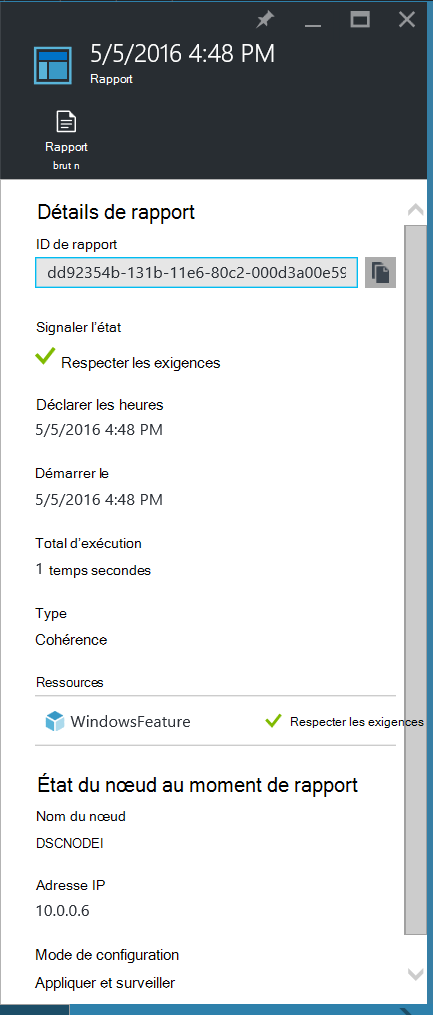 5/5/2016 4:48 PM
Rapport
Rapport
brut n
Détails de rapport
ID de rapport
dd92354b-131b-11e6-80c2-000d3a00e59
Signaler l'état
Respecter les exigences
Déclarer les heures
5/5/2016 4:48 PM
Démarrer le
5/5/2016 4:48 PM
Total d'exécution
1 temps secondes
Type
Cohérence
Ressources
WindowsFeature Respecter les exigences
État du nœud au moment de rapport
Nom du nœud
DSCNODEI
Adresse IP
10.0.0.6
Mode de configuration
Appliquer et surveiller